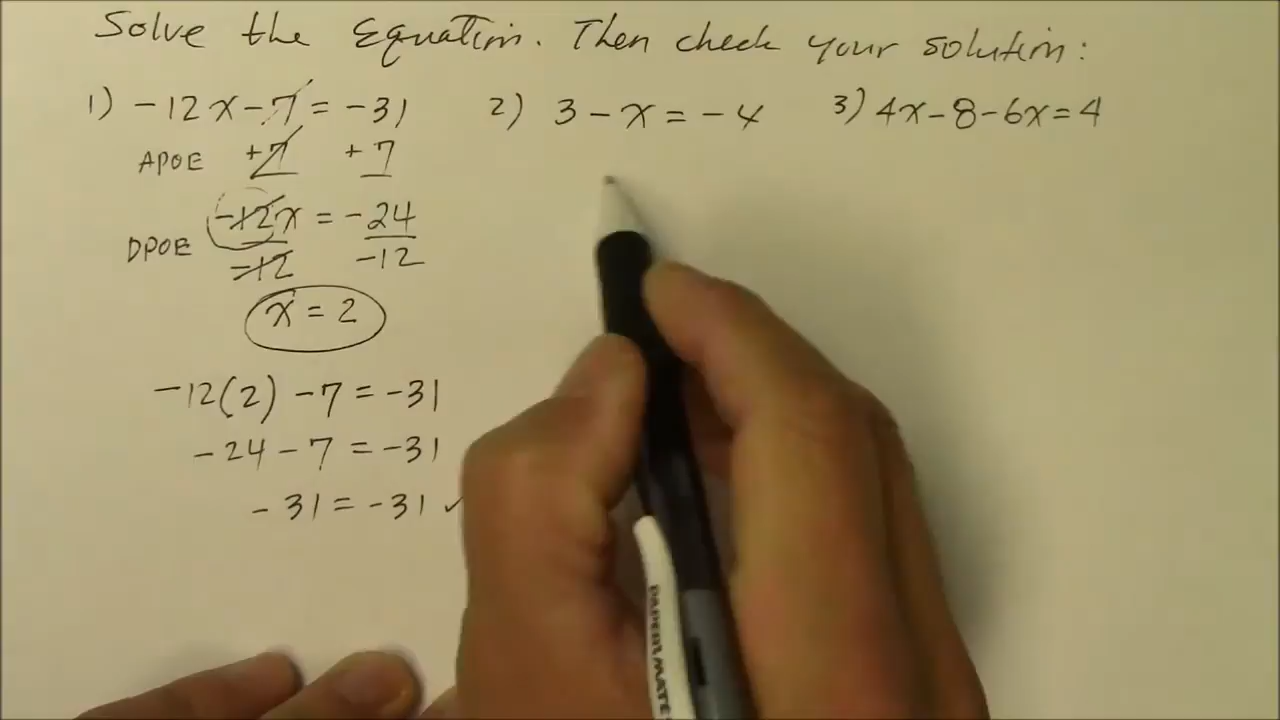 Solve the Equation. Then check your solution:
1) -12x-7=-31
APOE +7 +7
-12x = -24
DPOE -12 -12
x = 2
-12(2) -7 = -31
-24 - 7 = -31
-31 = -31 ✓
2) 3 - x = -4
3) 4x-8-6x=4
PAPERMATE